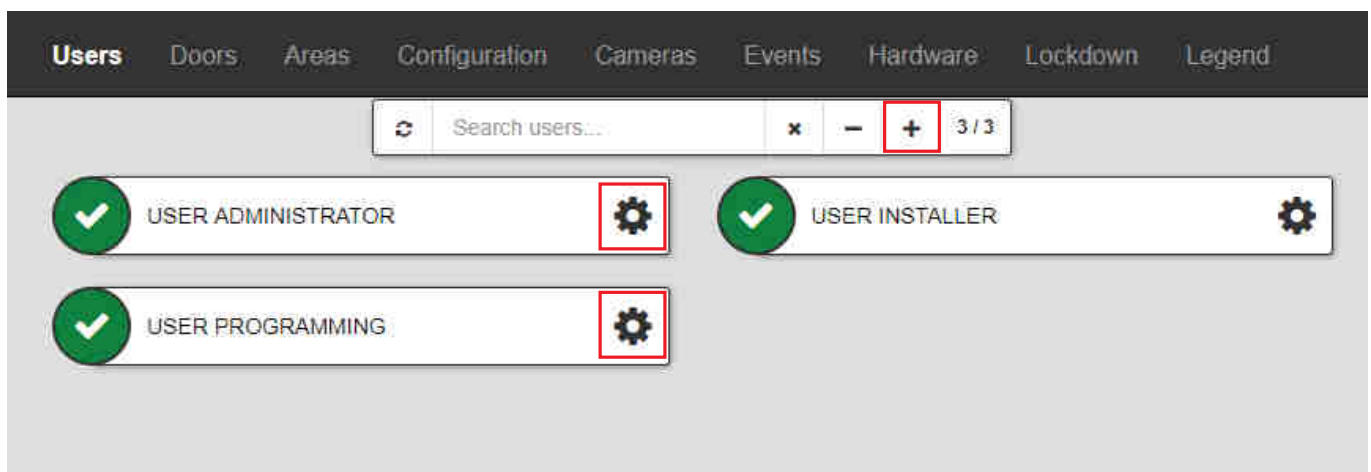 Users Doors Areas Configuration Cameras Events Hardware Lockdown Legend
Search users... 3 / 3
USER ADMINISTRATOR USER INSTALLER
USER PROGRAMMING